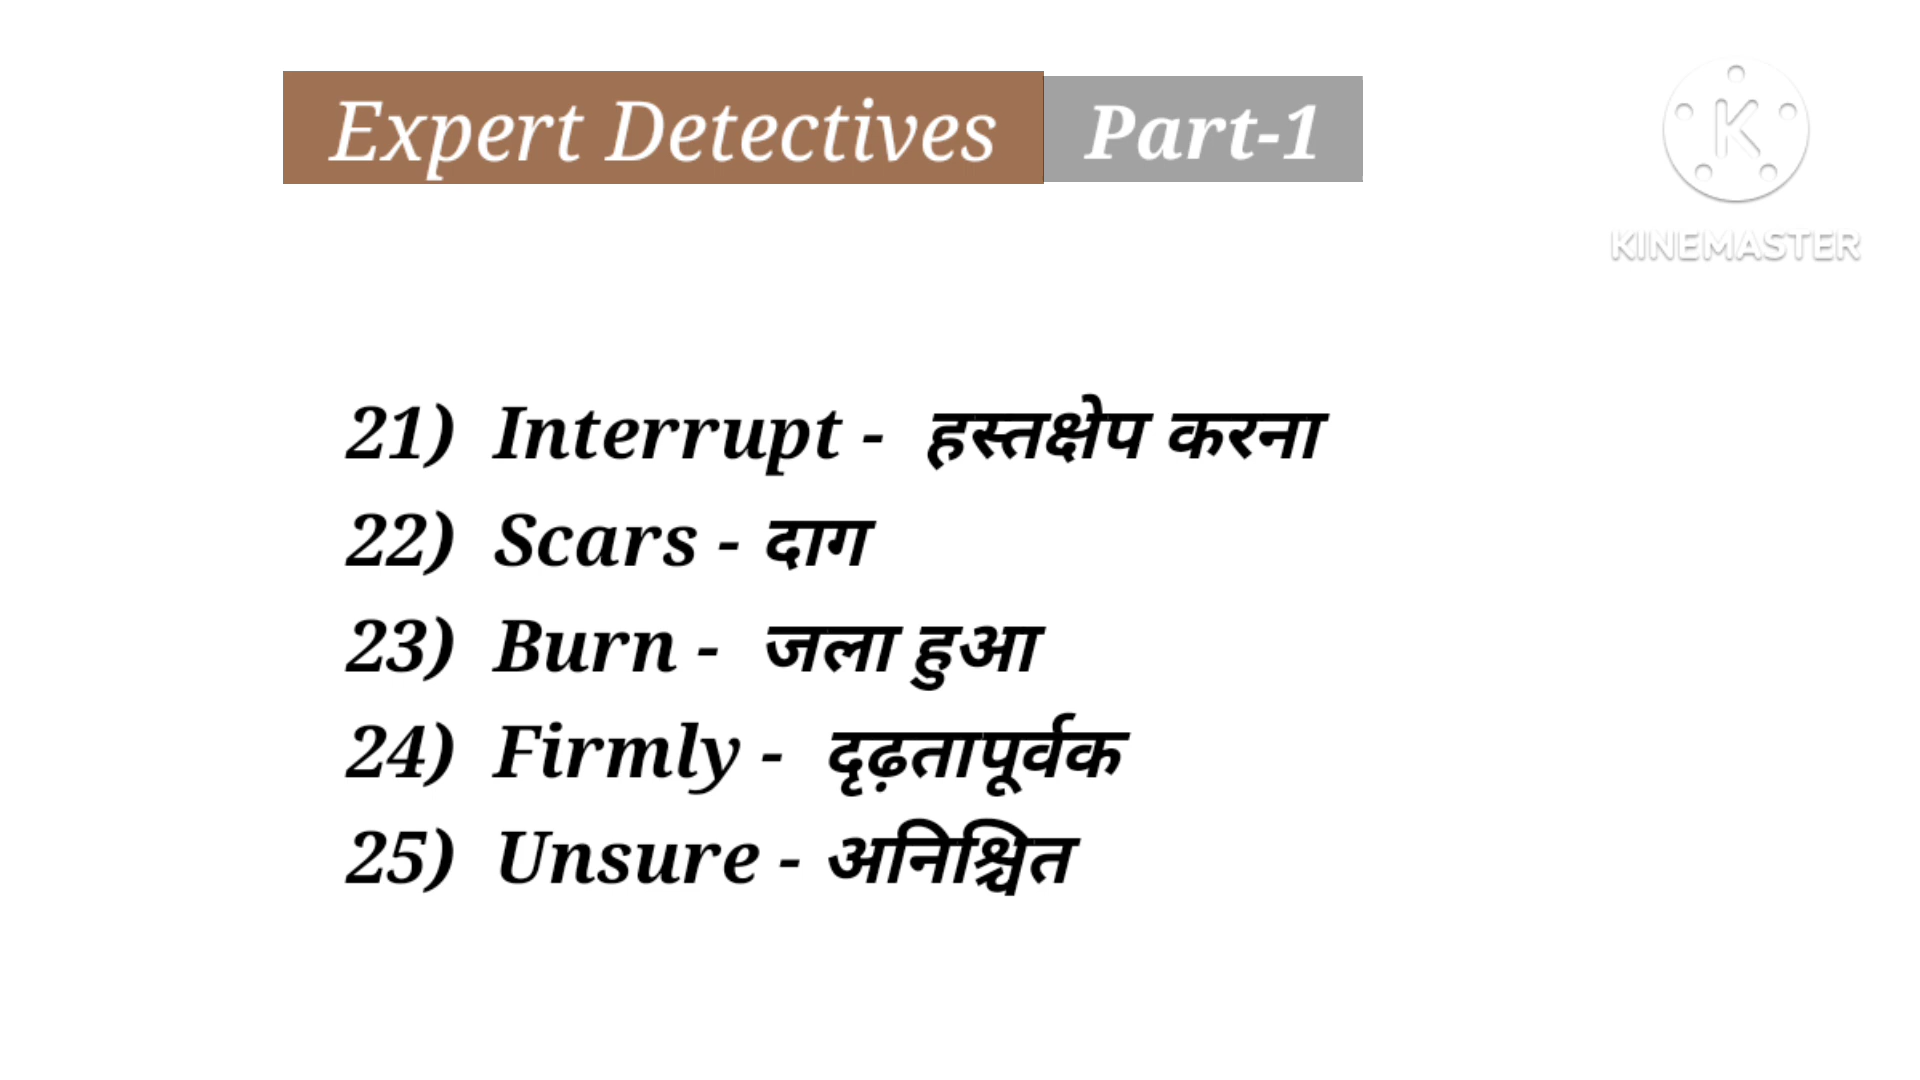 Expert Detectives Part-1
K
KINEMASTER
21) Interrupt - हस्तक्षेप करना
22) Scars - दाग
23) Burn - जला हुआ
24) Firmly - दृढ़तापूर्वक
25) Unsure - अनिश्चित